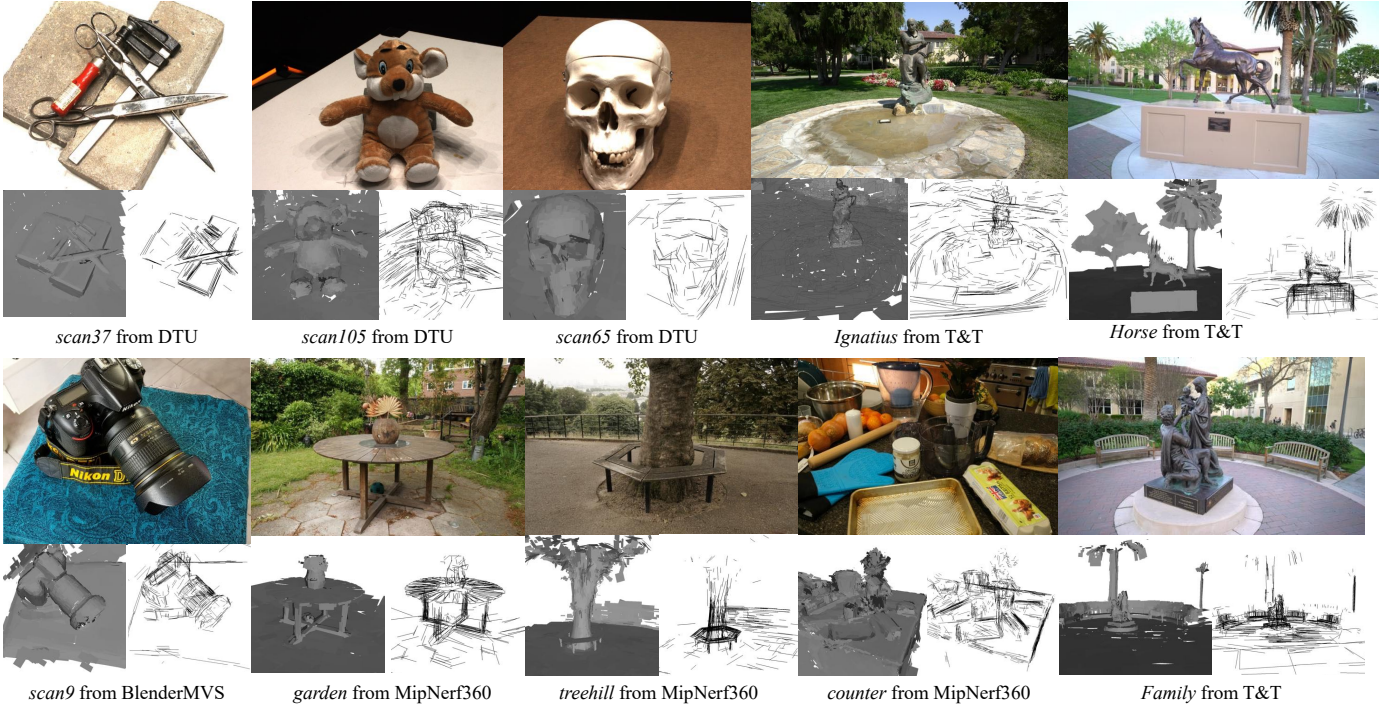 scan37 from DTU
scan105 from DTU
scan65 from DTU
Ignatius from T&T
Horse from T&T
Nikon
Nikon D
scan9 from BlenderMVS
garden from MipNerf360
treehill from MipNerf360
counter from MipNerf360
Family from T&T